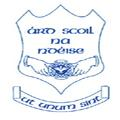 ÁRD SCOIL
NA
NDÉISE
UT UNUM SINT